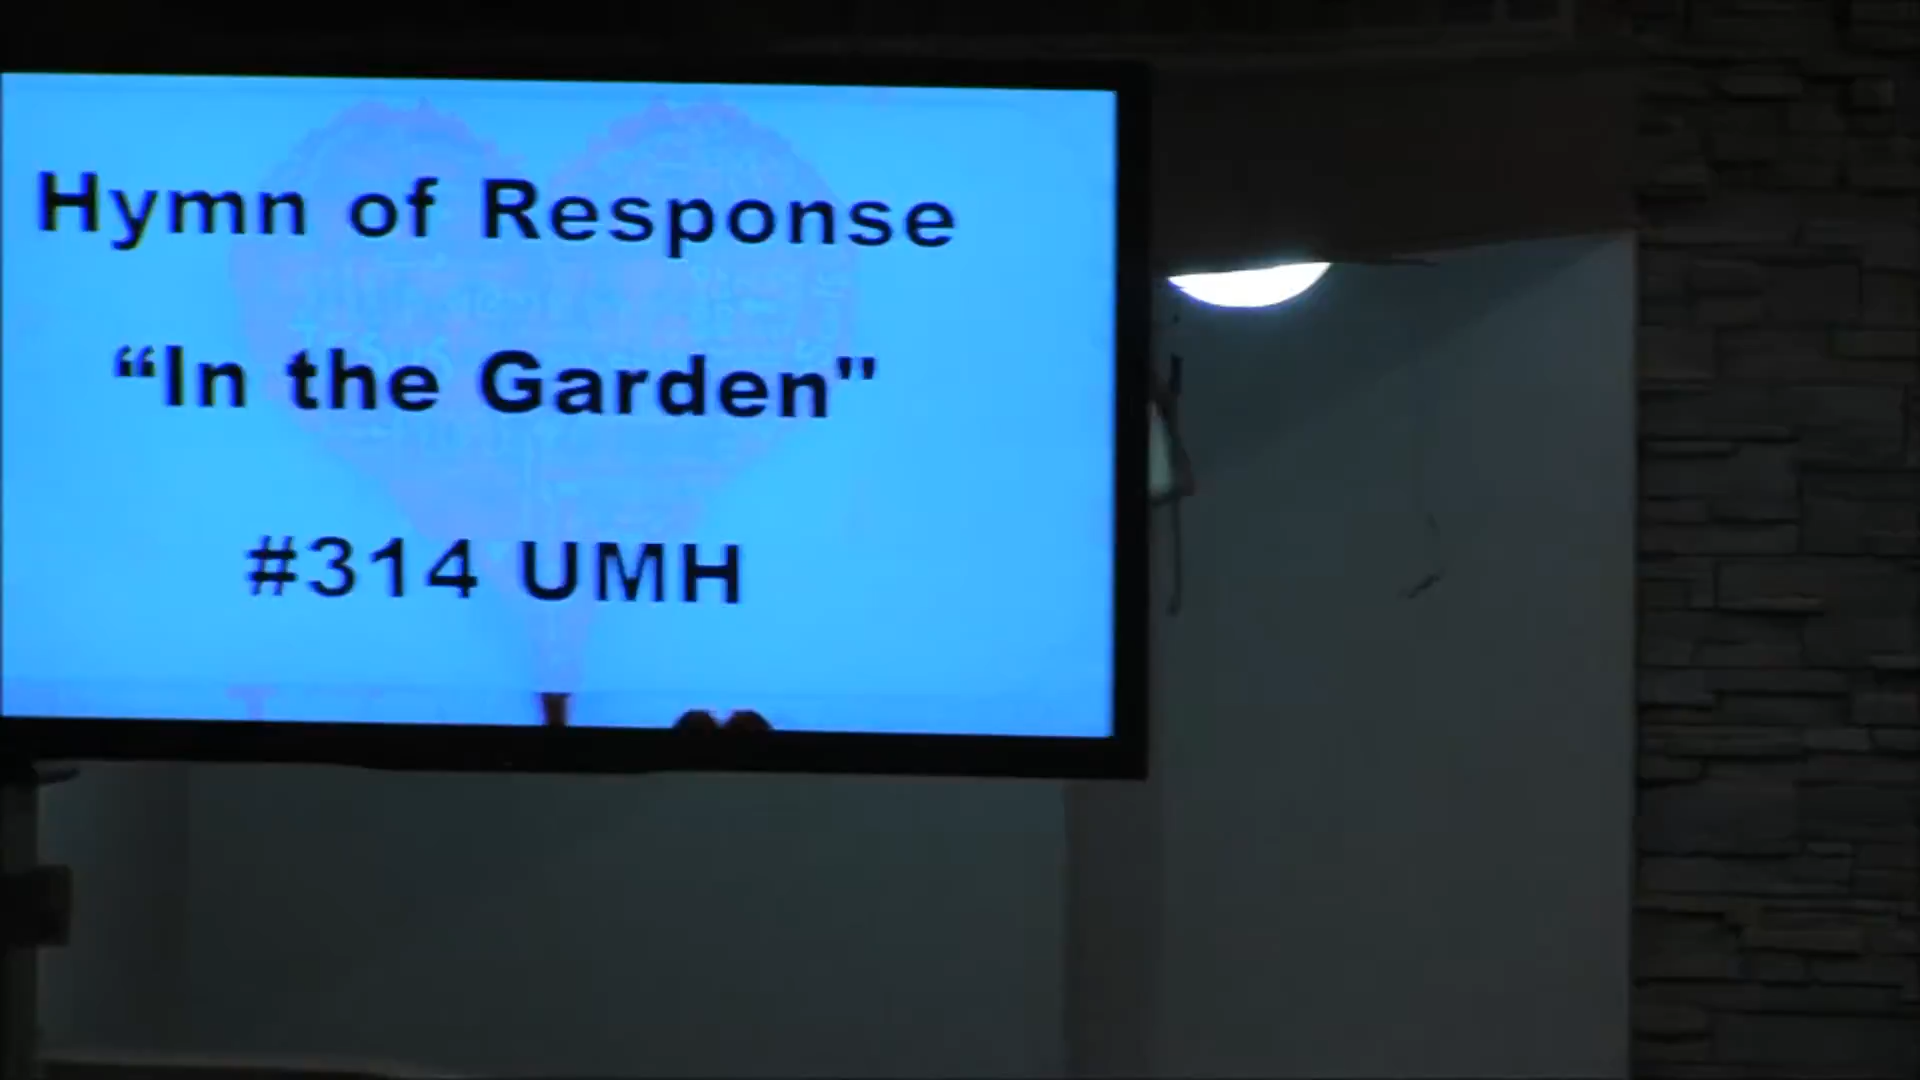 Hymn of Response
“In the Garden"
#314 UMH